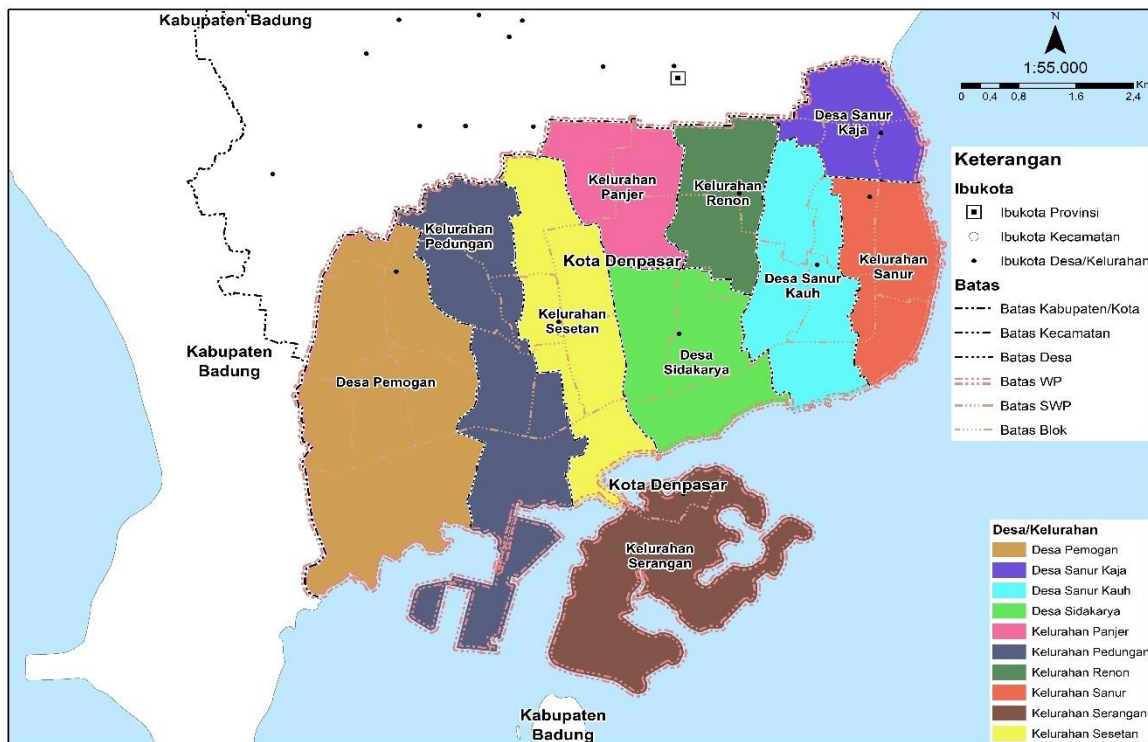 Kabupaten Badung
Kabupaten
Badung
Desa Sanur
Kaja
Kelurahan
Panjer
Kelurahan
Renon
Kelurahan
Pedungan
Kota Denpasar
Kelurahan
Sanur
Desa Sanur
Kauh
Kelurahan
Sesetan
Desa
Sidakarya
Desa Pemogan
Kota Denpasar
Kelurahan
Serangan
Kabupaten
Badung
N
1:55.000
0 0,4 0,8 1,6 2,4 Km
Keterangan
Ibukota
Ibukota Provinsi
Ibukota Kecamatan
Ibukota Desa/Kelurahan
Batas
Batas Kabupaten/Kota
Batas Kecamatan
Batas Desa
Batas WP
Batas SWP
Batas Blok
Desa/Kelurahan
Desa Pemogan
Desa Sanur Kaja
Desa Sanur Kauh
Desa Sidakarya
Kelurahan Panjer
Kelurahan Pedungan
Kelurahan Renon
Kelurahan Sanur
Kelurahan Serangan
Kelurahan Sesetan